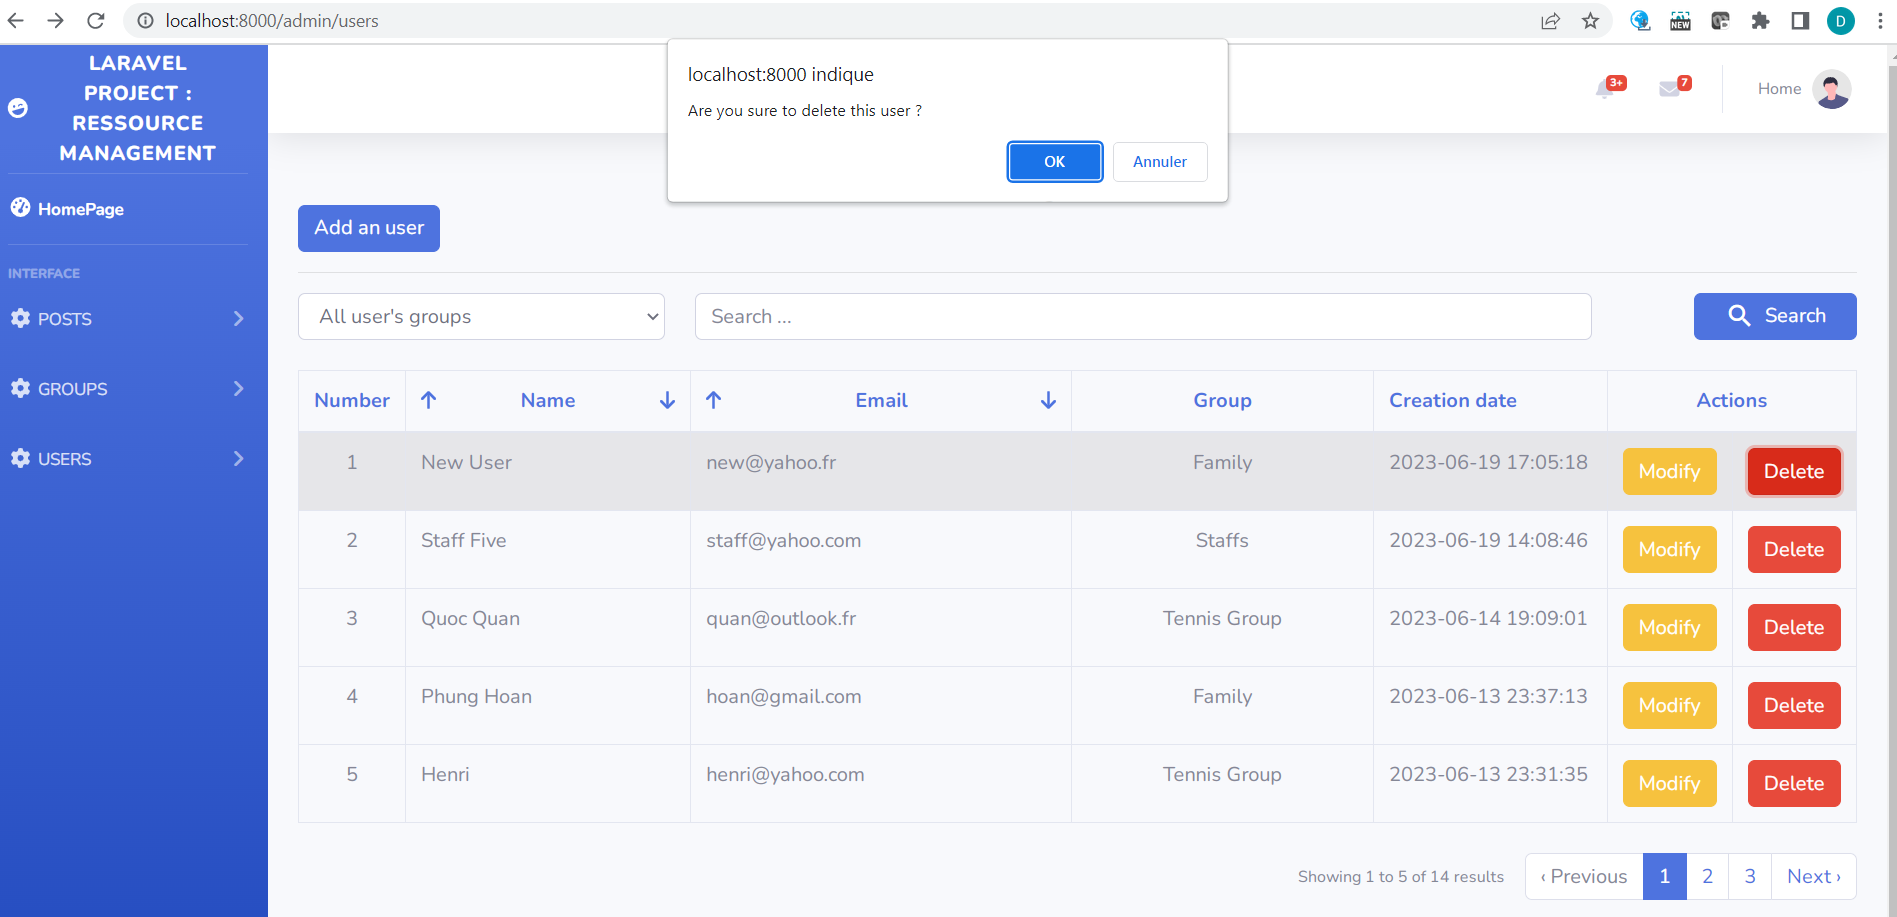 localhost:8000/admin/users
NEW
D
LARAVEL
PROJECT :
RESSOURCE
MANAGEMENT
HomePage
INTERFACE
POSTS
GROUPS
USERS
localhost:8000 indique
Are you sure to delete this user ?
OK
Annuler
3+
7
Home
Add an user
All user's groups
Search ...
Search
Number Name Email Group Creation date Actions
1 New User new@yahoo.fr Family 2023-06-19 17:05:18 Modify Delete
2 Staff Five staff@yahoo.com Staffs 2023-06-19 14:08:46 Modify Delete
3 Quoc Quan quan@outlook.fr Tennis Group 2023-06-14 19:09:01 Modify Delete
4 Phung Hoan hoan@gmail.com Family 2023-06-13 23:37:13 Modify Delete
5 Henri henri@yahoo.com Tennis Group 2023-06-13 23:31:35 Modify Delete
Showing 1 to 5 of 14 results
‹ Previous 1 2 3 Next ›